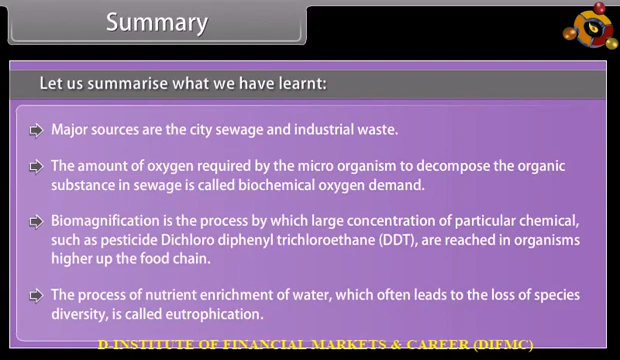 Summary
Let us summarise what we have learnt:
Major sources are the city sewage and industrial waste.
The amount of oxygen required by the micro organism to decompose the organic
substance in sewage is called biochemical oxygen demand.
Biomagnification is the process by which large concentration of particular chemical,
such as pesticide Dichloro diphenyl trichloroethane (DDT), are reached in organisms
higher up the food chain.
The process of nutrient enrichment of water, which often leads to the loss of species
diversity, is called eutrophication.
D-INSTITUTE OF FINANCIAL MARKETS & CAREER (DIFMC)